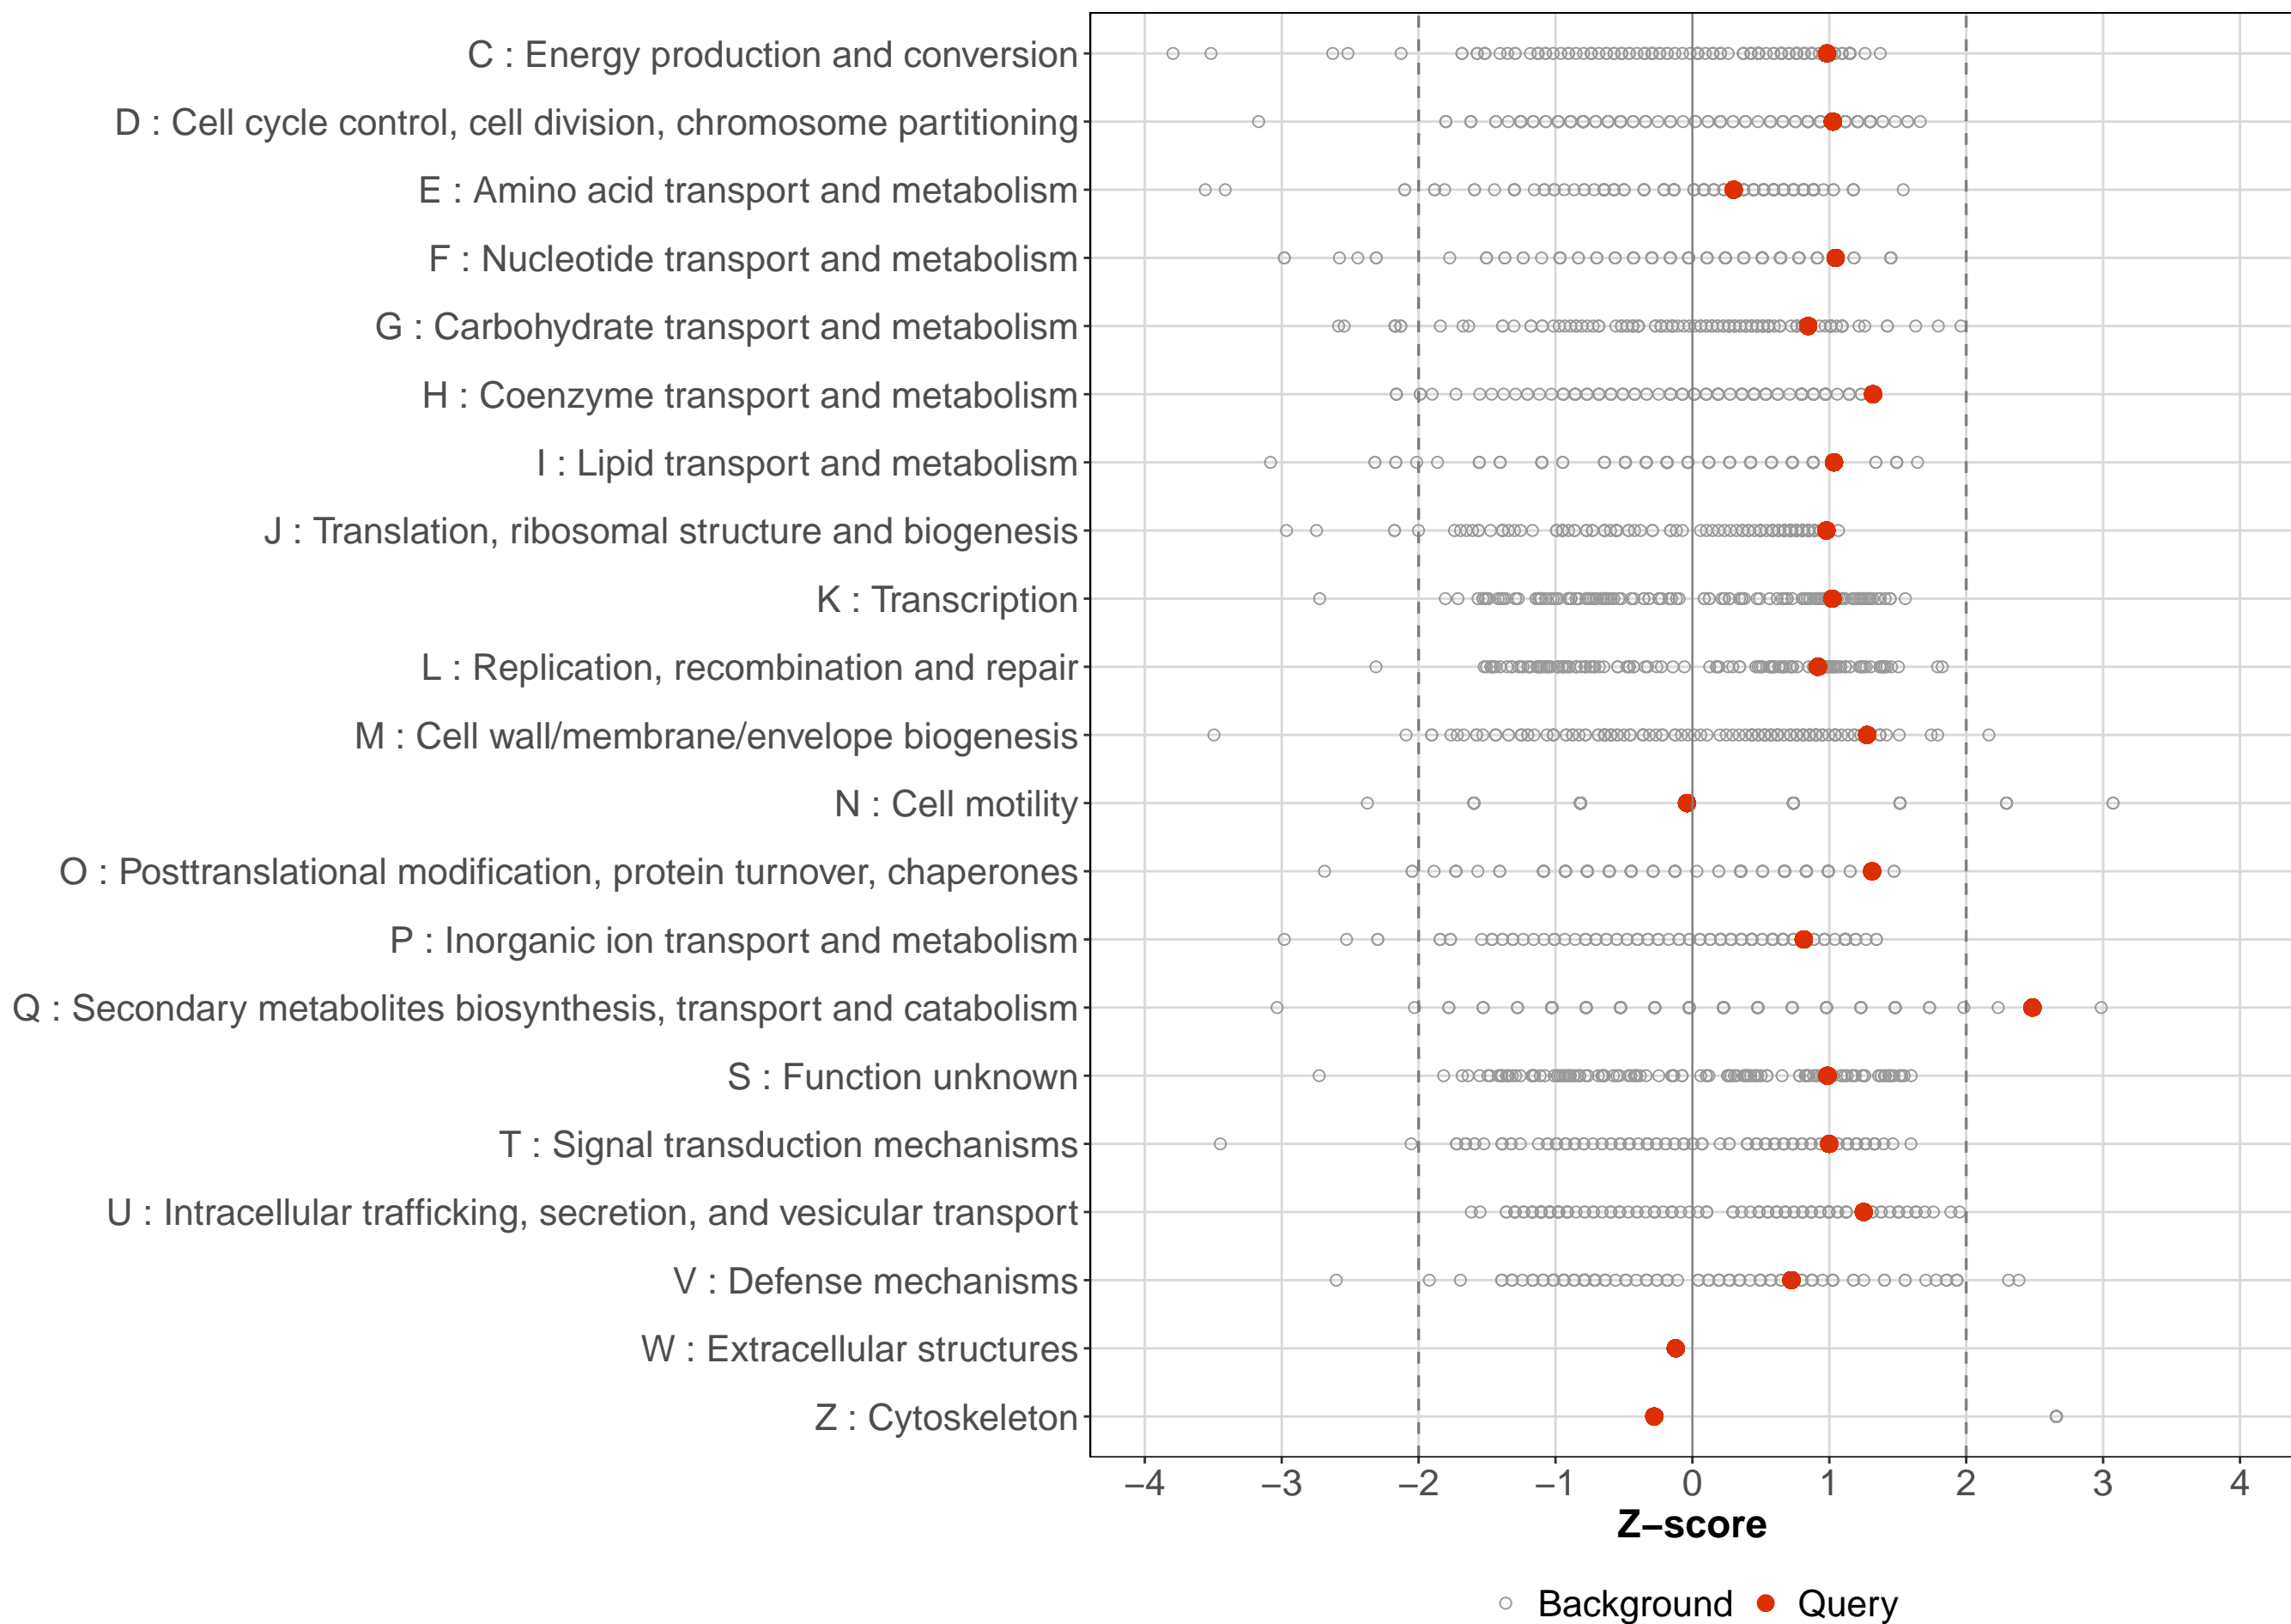 C : Energy production and conversion
D : Cell cycle control, cell division, chromosome partitioning
E : Amino acid transport and metabolism
F : Nucleotide transport and metabolism
G : Carbohydrate transport and metabolism
H : Coenzyme transport and metabolism
I : Lipid transport and metabolism
J : Translation, ribosomal structure and biogenesis
K : Transcription
L : Replication, recombination and repair
M : Cell wall/membrane/envelope biogenesis
N : Cell motility
O : Posttranslational modification, protein turnover, chaperones
P : Inorganic ion transport and metabolism
Q : Secondary metabolites biosynthesis, transport and catabolism
S : Function unknown
T : Signal transduction mechanisms
U : Intracellular trafficking, secretion, and vesicular transport
V : Defense mechanisms
W : Extracellular structures
Z : Cytoskeleton
−4 −3 −2 −1 0 1 2 3 4
Z−score
Background Query